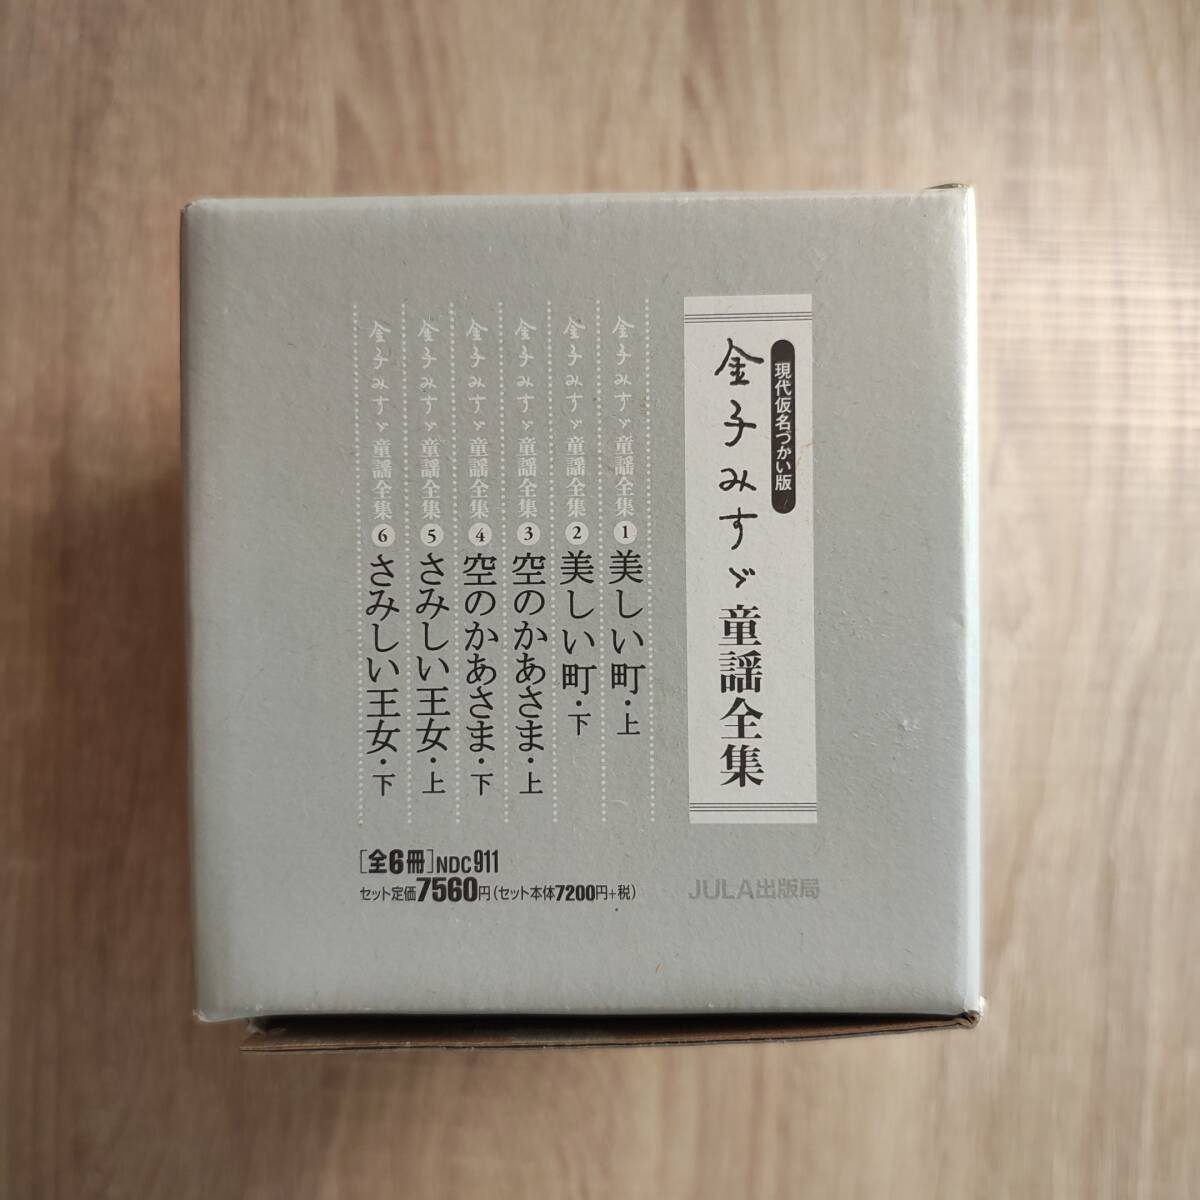 現代仮名づかい版
金子みすゞ童謡全集
金子みすゞ童謡全集1美しい町・上
金子みすゞ童謡全集2美しい町・下
金子みすゞ童謡全集3空のかあさま・上
金子みすゞ童謡全集4空のかあさま・下
金子みすゞ童謡全集5さみしい王女・上
金子みすゞ童謡全集6さみしい王女・下
[全6冊]NDC911
セット定価7560円(セット本体7200円+税)
JULA出版局